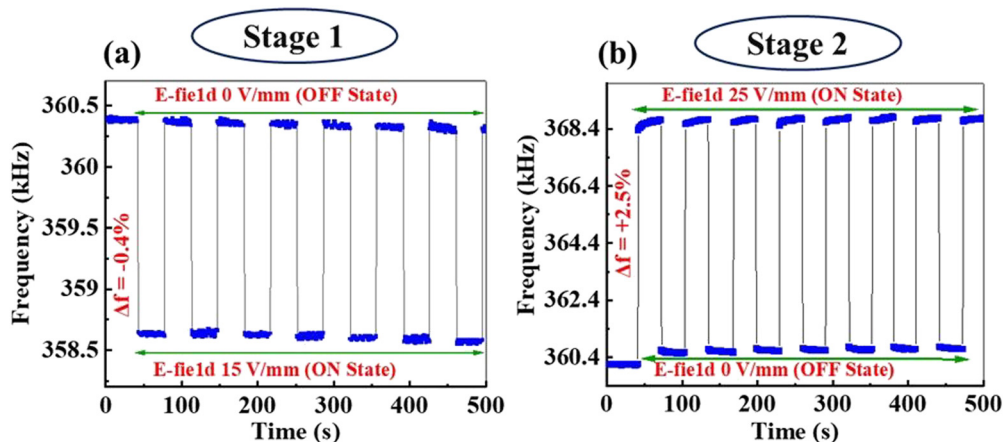 Stage 1
(a)
E-fie1d 0 V/mm (OFF State)
360.5
360
359.5
359
358.5
Frequency (kHz)
Δf = -0.4%
E-fie1d 15 V/mm (ON State)
0 100 200 300 400 500
Time (s)
Stage 2
(b)
E-fie1d 25 V/mm (ON State)
368.4
366.4
364.4
362.4
360.4
Frequency (kHz)
Δf = +2.5%
E-fie1d 0 V/mm (OFF State)
0 100 200 300 400 500
Time (s)